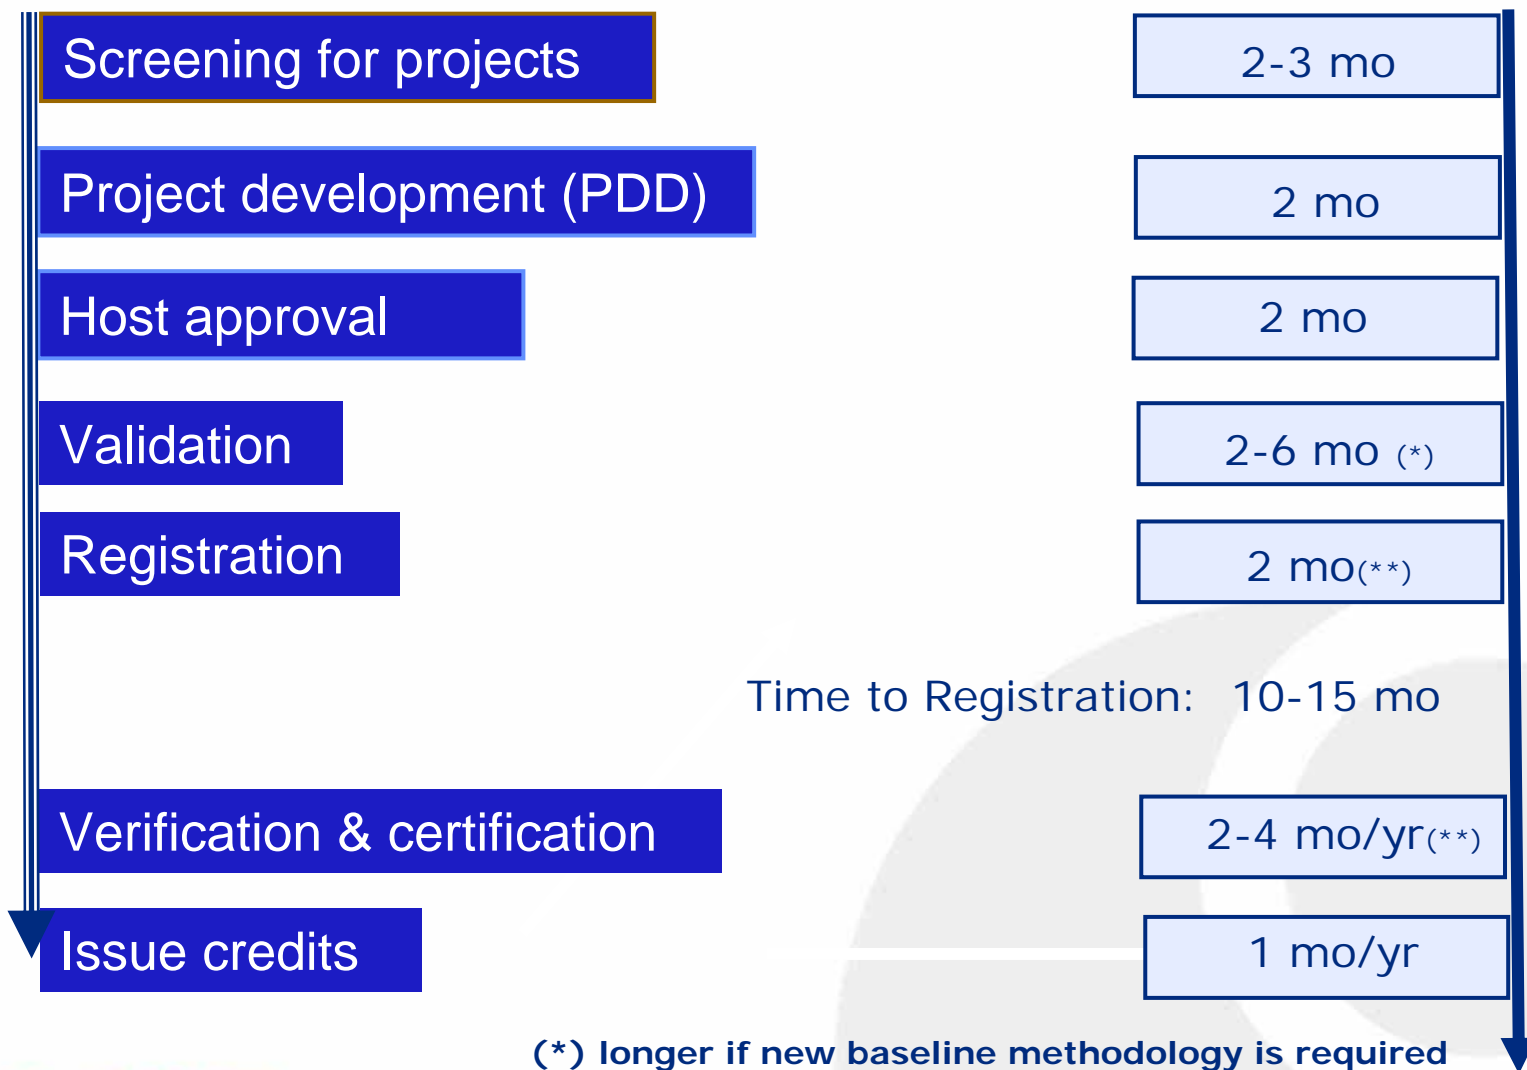 Screening for projects 2-3 mo
Project development (PDD) 2 mo
Host approval 2 mo
Validation 2-6 mo (*)
Registration 2 mo(**)
Time to Registration: 10-15 mo
Verification & certification 2-4 mo/yr(**)
Issue credits 1 mo/yr
(*) longer if new baseline methodology is required